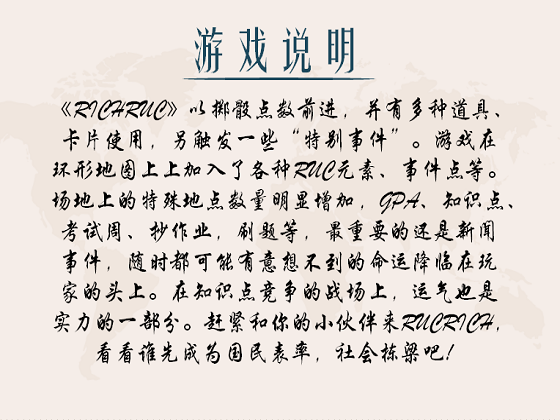 游戏说明
《RICHRUC》以掷骰点数前进，并有多种道具、
卡片使用，另触发一些“特别事件”。游戏在
环形地图上上加入了各种RUC元素、事件点等。
场地上的特殊地点数量明显增加，GPA、知识点、
考试周、抄作业，刷题等，最重要的还是新闻
事件，随时都可能有意想不到的命运降临在玩
家的头上。在知识点竞争的战场上，运气也是
实力的一部分。赶紧和你的小伙伴来RUCRICH，
看看谁先成为国民表率，社会栋梁吧！